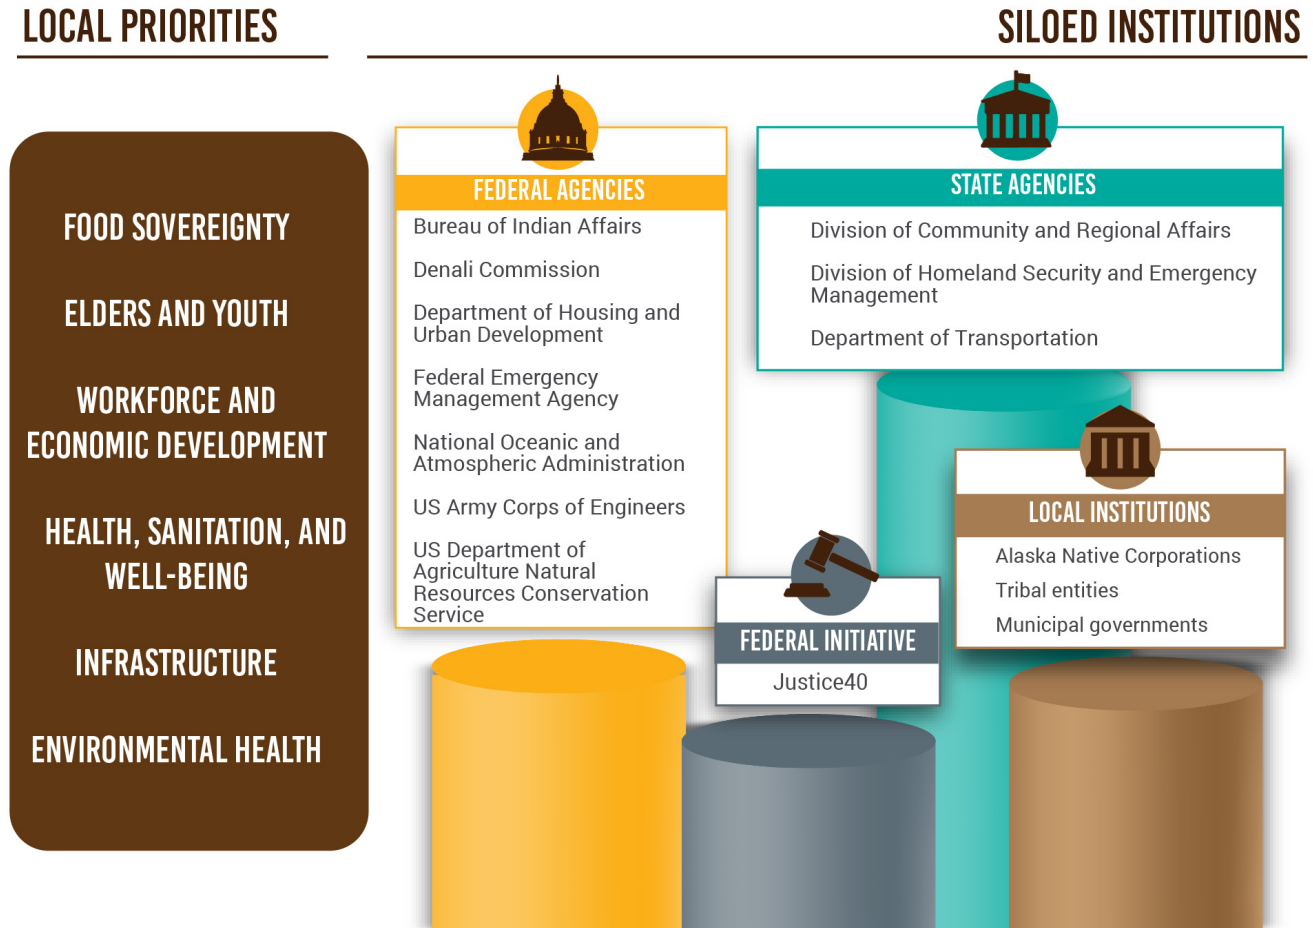 LOCAL PRIORITIES
SILOED INSTITUTIONS
FOOD SOVEREIGNTY
ELDERS AND YOUTH
WORKFORCE AND
ECONOMIC DEVELOPMENT
HEALTH, SANITATION, AND
WELL-BEING
INFRASTRUCTURE
ENVIRONMENTAL HEALTH
FEDERAL AGENCIES
Bureau of Indian Affairs
Denali Commission
Department of Housing and
Urban Development
Federal Emergency
Management Agency
National Oceanic and
Atmospheric Administration
US Army Corps of Engineers
US Department of
Agriculture Natural
Resources Conservation
Service
STATE AGENCIES
Division of Community and Regional Affairs
Division of Homeland Security and Emergency
Management
Department of Transportation
FEDERAL INITIATIVE
Justice40
LOCAL INSTITUTIONS
Alaska Native Corporations
Tribal entities
Municipal governments